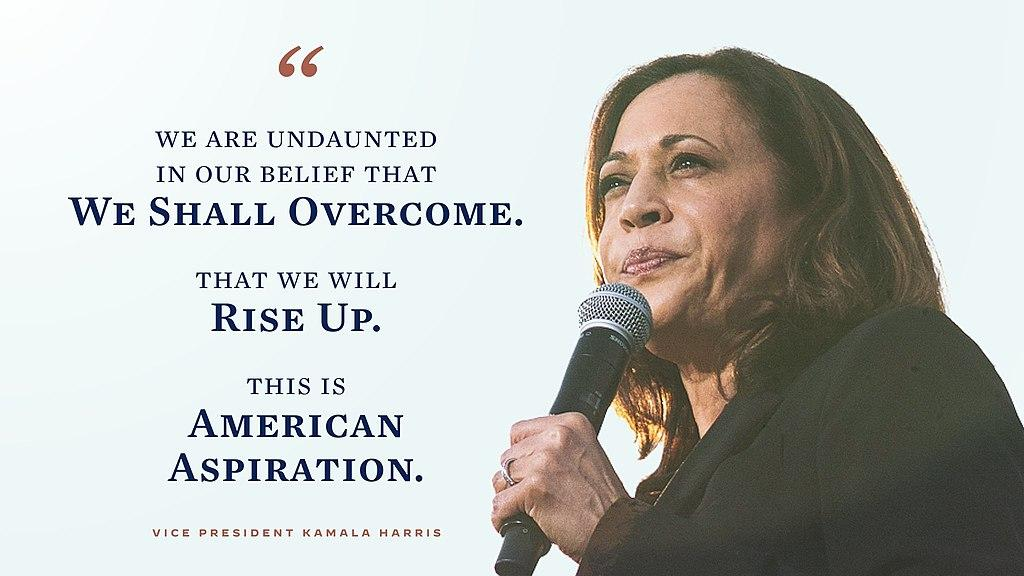 “
WE ARE UNDAUNTED
IN OUR BELIEF THAT
WE SHALL OVERCOME.
THAT WE WILL
RISE UP.
THIS IS
AMERICAN
ASPIRATION.
VICE PRESIDENT KAMALA HARRIS